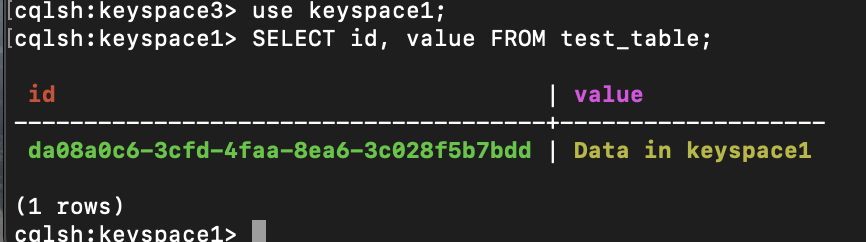 [cqlsh:keyspace3> use keyspace1;
[cqlsh:keyspace1> SELECT id, value FROM test_table;
id | value
--------------------------------------+-------------------
da08a0c6-3cfd-4faa-8ea6-3c028f5b7bdd | Data in keyspace1
(1 rows)
cqlsh:keyspace1>